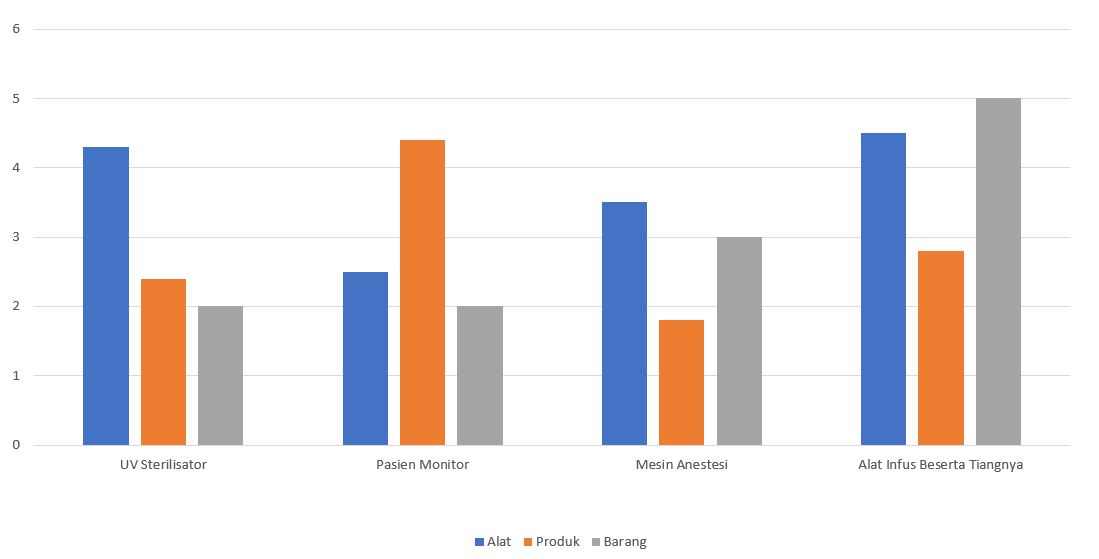 6
5
4
3
2
1
0
UV Sterilisator
Pasien Monitor
Mesin Anestesi
Alat Infus Beserta Tiangnya
Alat Produk Barang